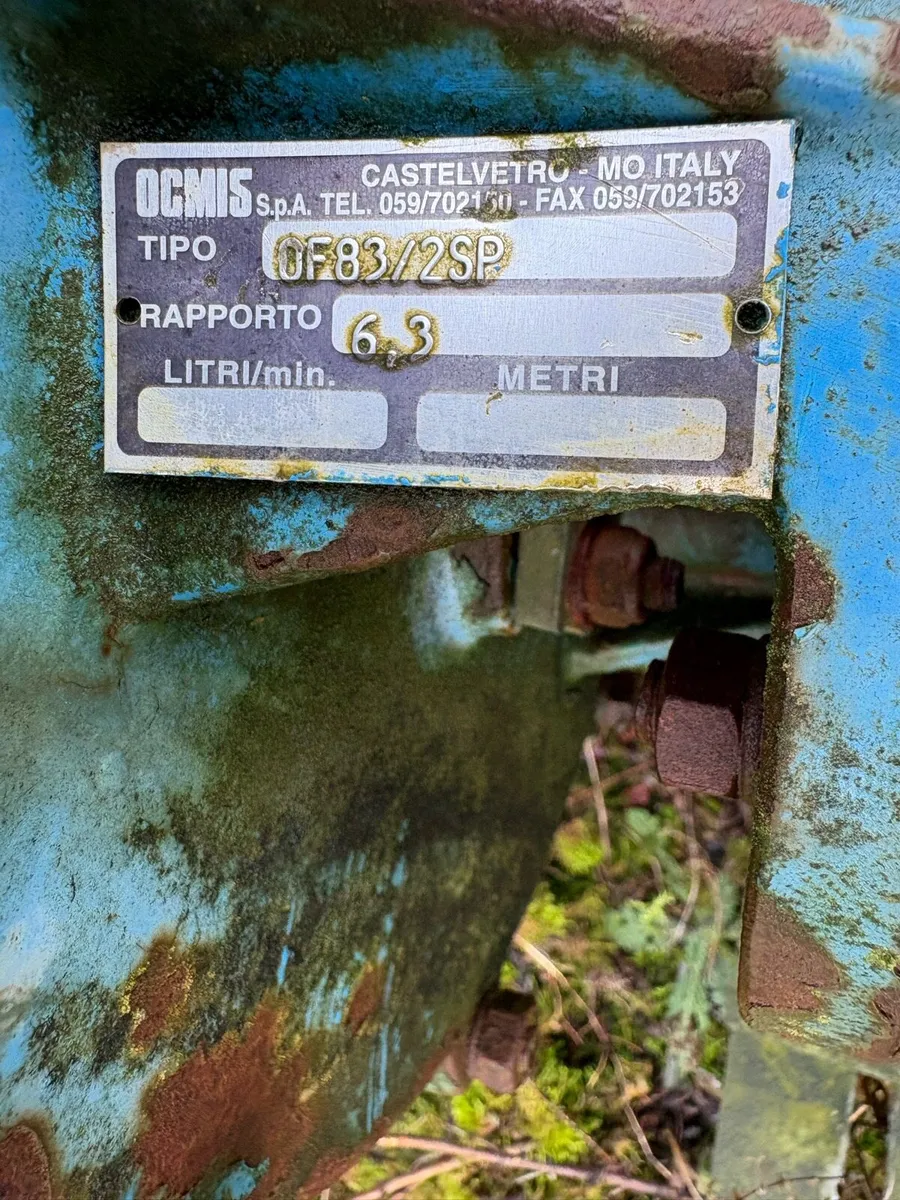 OCMIS S.p.A.
CASTELVETRO - MO ITALY
TEL. 059/702150 - FAX 059/702153
TIPO OF83/2SP
RAPPORTO 6,3
LITRI/min. METRI